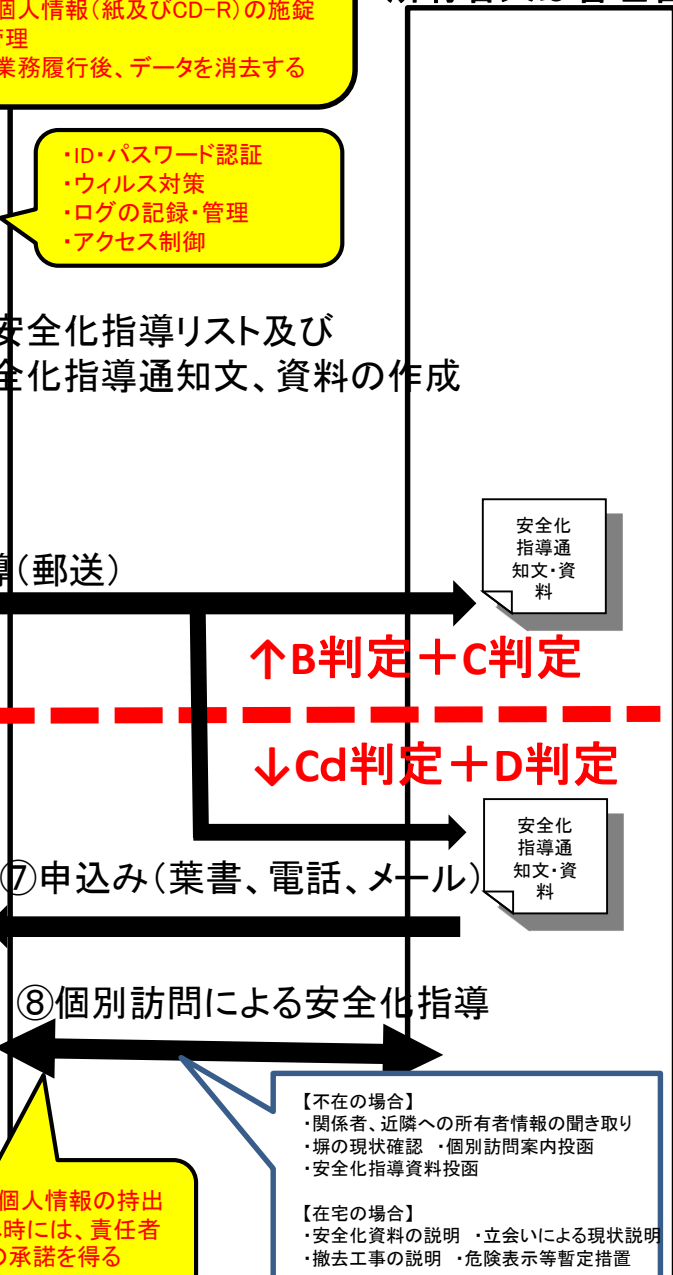 個人情報(紙及びCD-R)の施錠
管理
業務履行後、データを消去する
・ID・パスワード認証
・ウィルス対策
・ログの記録・管理
・アクセス制御
安全化指導リスト及び
全化指導通知文、資料の作成
導(郵送)
安全化
指導通
知文・資
料
↑B判定＋C判定
↓Cd判定＋D判定
安全化
指導通
知文・資
料
⑦申込み(葉書、電話、メール)
⑧個別訪問による安全化指導
【不在の場合】
・関係者、近隣への所有者情報の聞き取り
・塀の現状確認 ・個別訪問案内投函
・安全化指導資料投函
【在宅の場合】
・安全化資料の説明 ・立会いによる現状説明
・撤去工事の説明 ・危険表示等暫定措置
個人情報の持出
時には、責任者
の承諾を得る